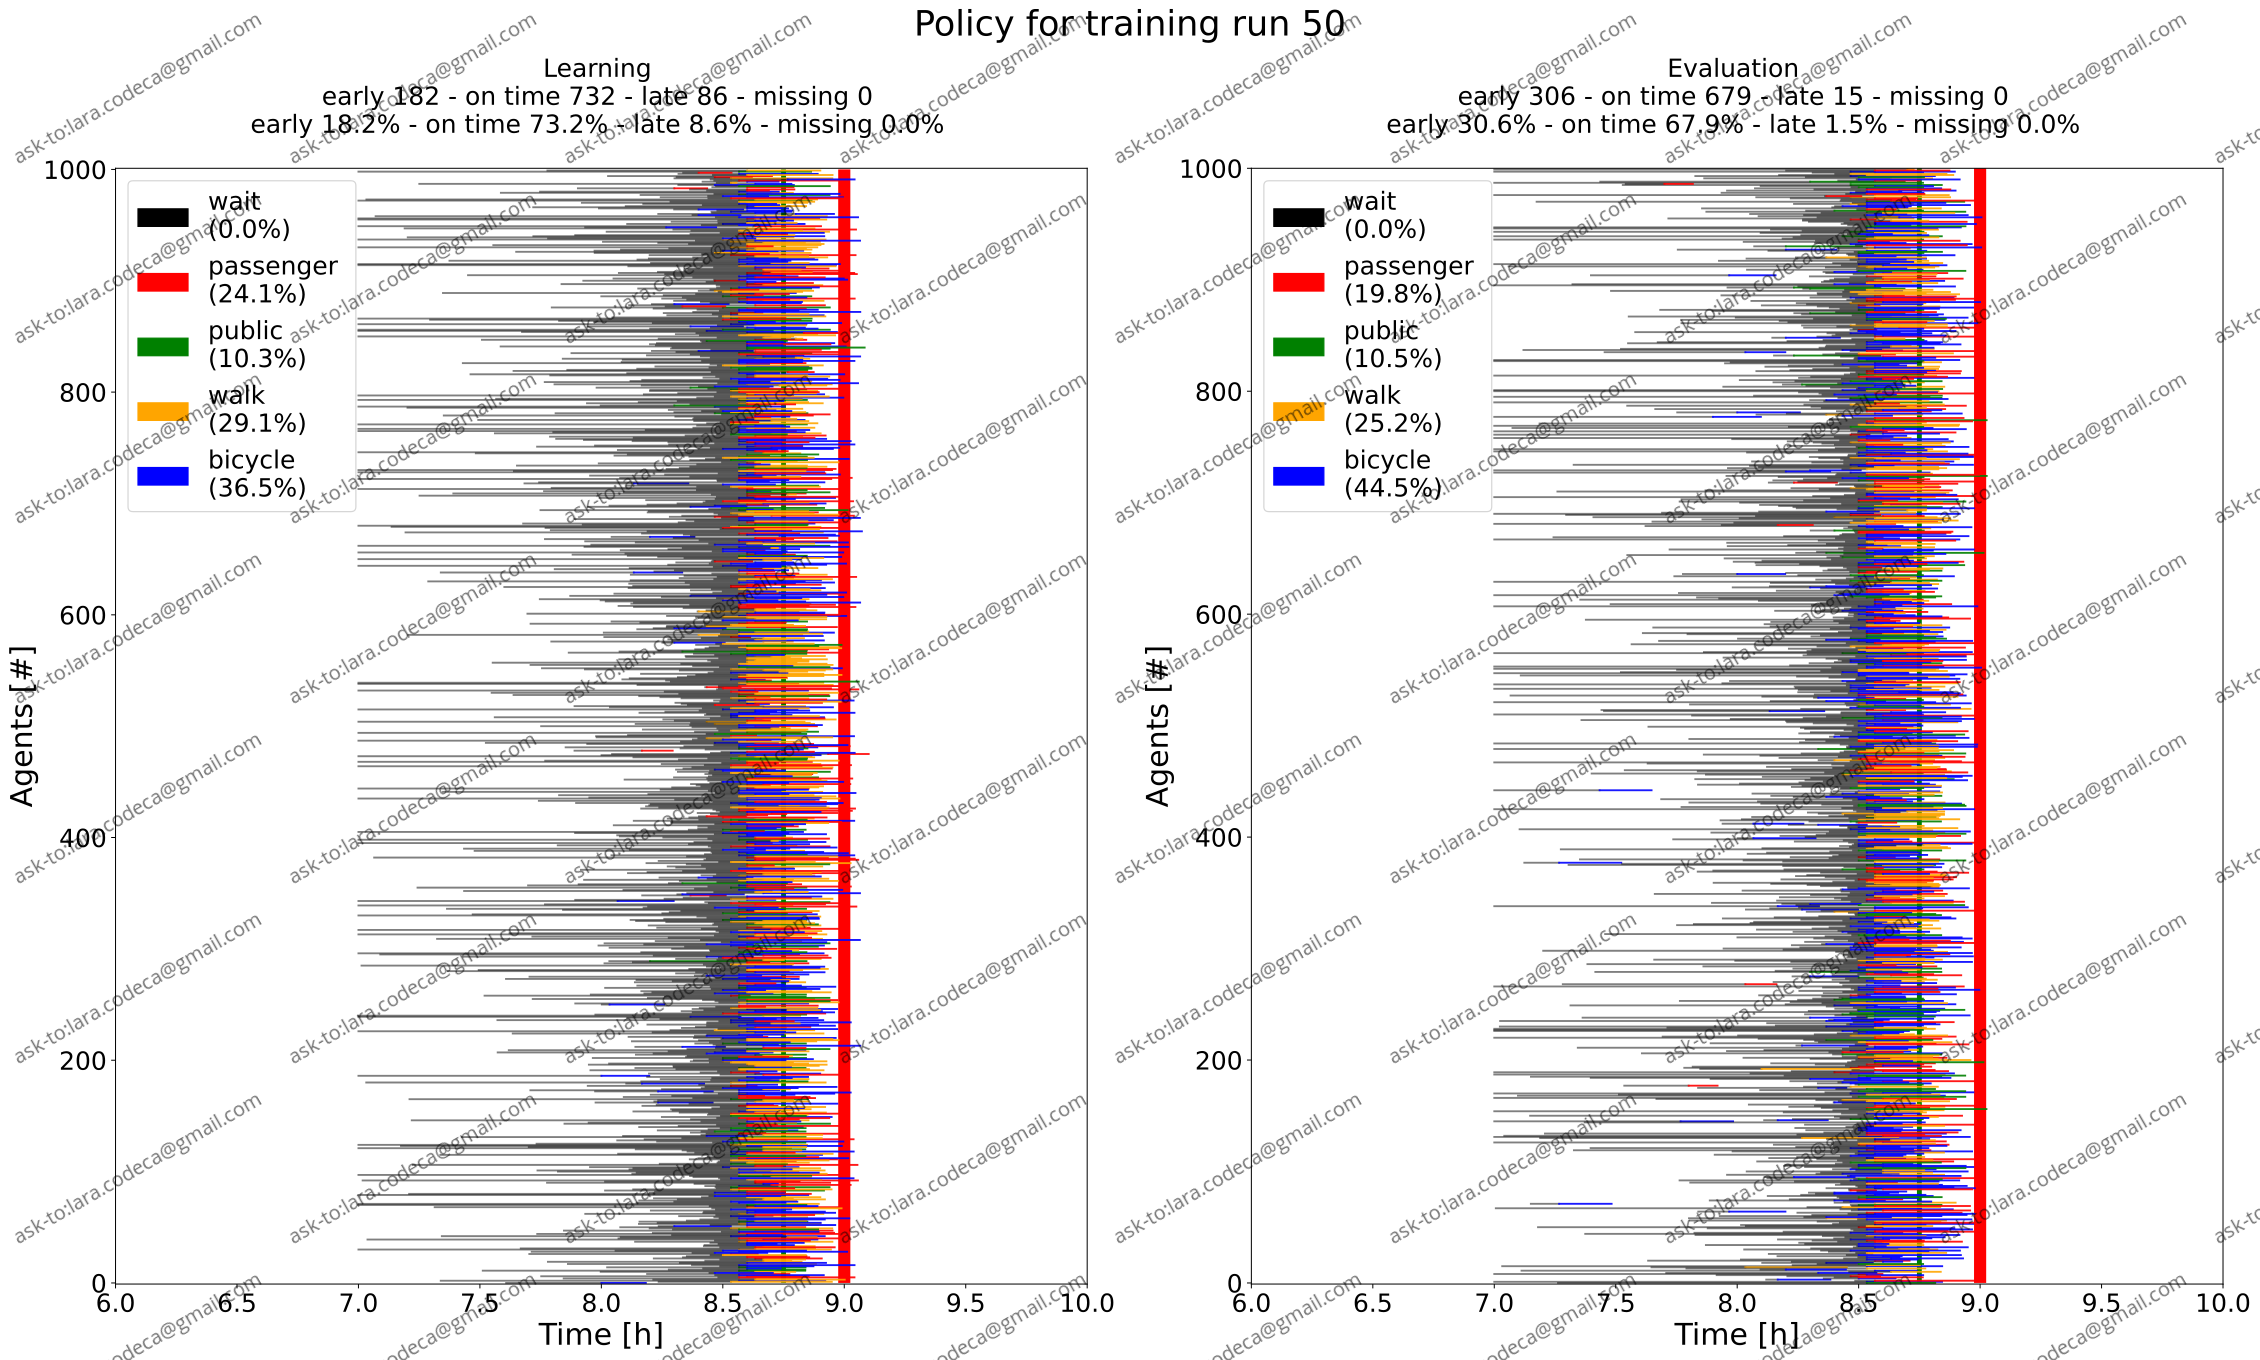 Policy for training run 50
Learning
early 182 - on time 732 - late 86 - missing 0
early 18.2% - on time 73.2% - late 8.6% - missing 0.0%
1000
800
600
400
200
0
Agents [#]
wait
(0.0%)
passenger
(24.1%)
public
(10.3%)
walk
(29.1%)
bicycle
(36.5%)
6.0 6.5 7.0 7.5 8.0 8.5 9.0 9.5 10.0
Time [h]
Evaluation
early 306 - on time 679 - late 15 - missing 0
early 30.6% - on time 67.9% - late 1.5% - missing 0.0%
1000
800
600
400
200
0
Agents [#]
wait
(0.0%)
passenger
(19.8%)
public
(10.5%)
walk
(25.2%)
bicycle
(44.5%)
6.0 6.5 7.0 7.5 8.0 8.5 9.0 9.5 10.0
Time [h]
ask-to:lara.codeca@gmail.com